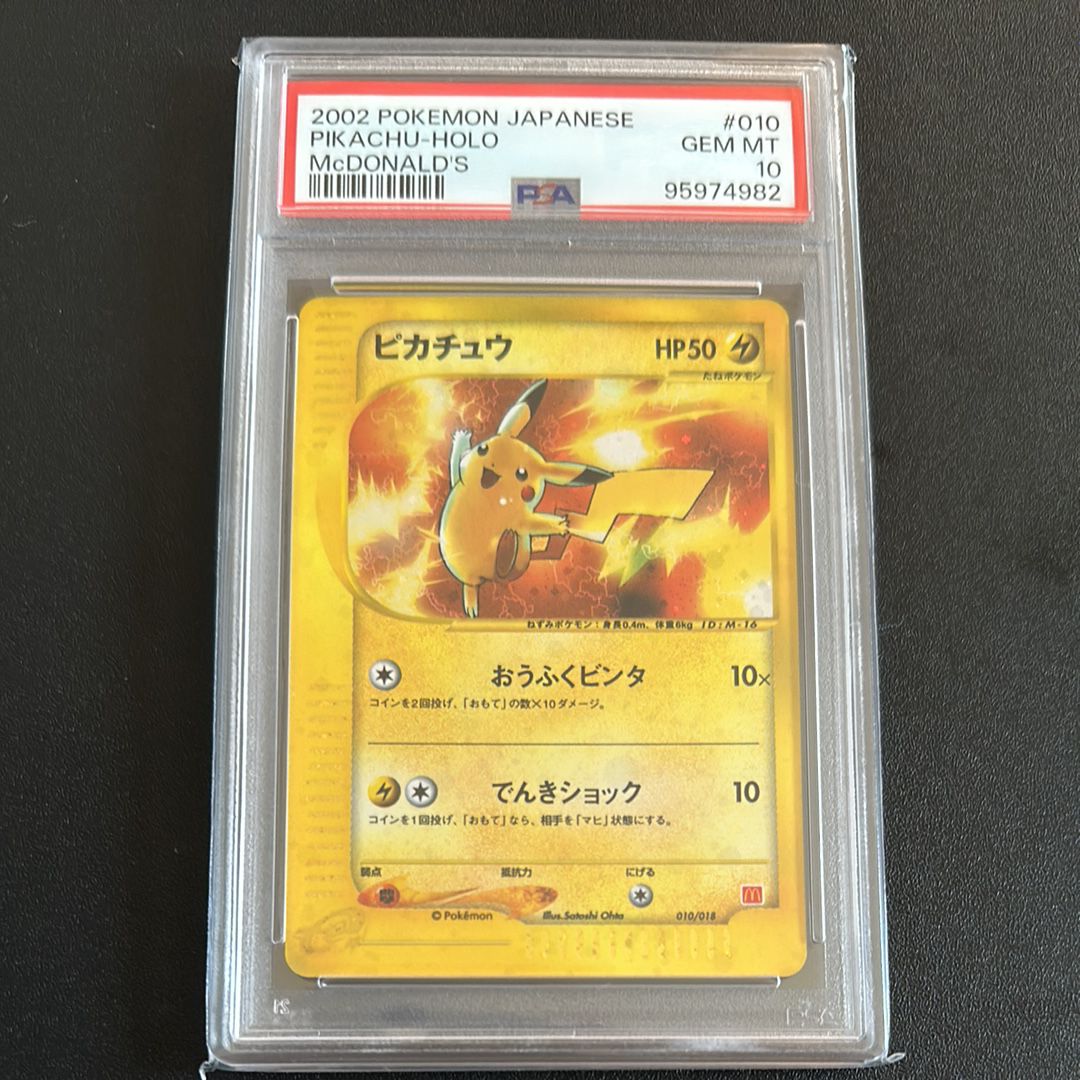 2002 POKEMON JAPANESE #010
PIKACHU-HOLO GEM MT
McDONALD'S 10
PSA 95974982
ピカチュウ HP50
たねポケモン
ねずみポケモン：身長0.4m、体重6kg ID:M-16
おうふくビンタ 10×
コインを2回投げ、「おもて」の数×10ダメージ。
でんきショック 10
コインを1回投げ、「おもて」なら、相手を「マヒ」状態にする。
弱点 抵抗力 にげる
©Pokémon Illus.Satoshi Ohta 010/018